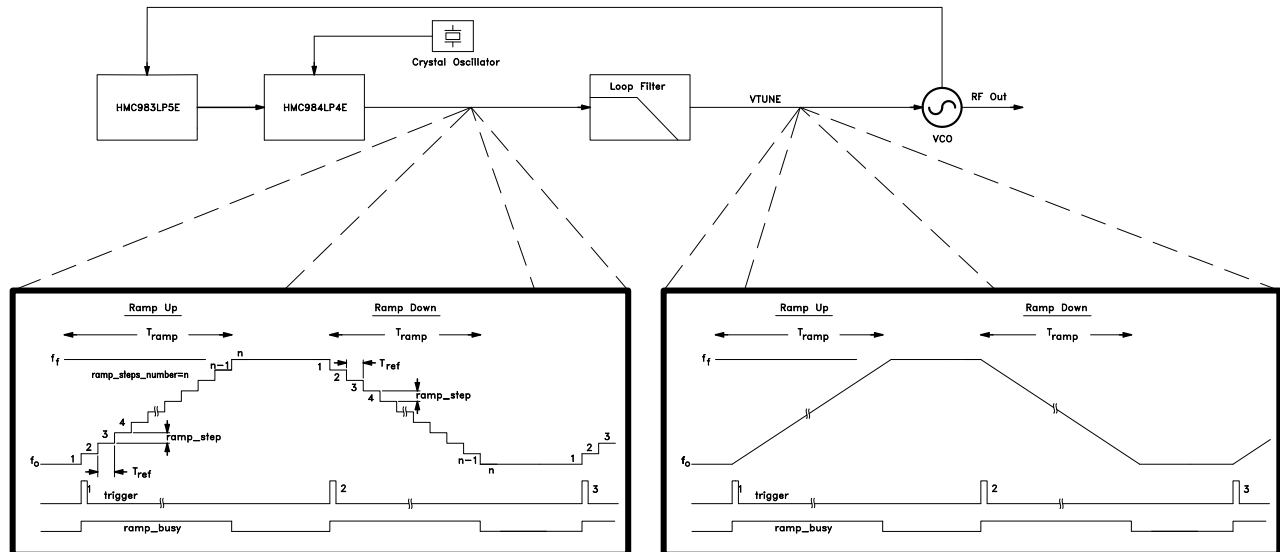 Crystal Oscillator
HMC983LP5E
HMC984LP4E
Loop Filter
VTUNE
RF Out
VCO
Ramp Up
Ramp Down
Tramp
Tramp
ff
ramp_steps_number=n
n-1
n
1
2
3
4
Tref
ramp_step
4
3
2
1
fo
ramp_step
Tref
n-1
n
1
2
3
1
trigger
2
3
ramp_busy
Ramp Up
Ramp Down
Tramp
Tramp
ff
fo
1
trigger
2
3
ramp_busy